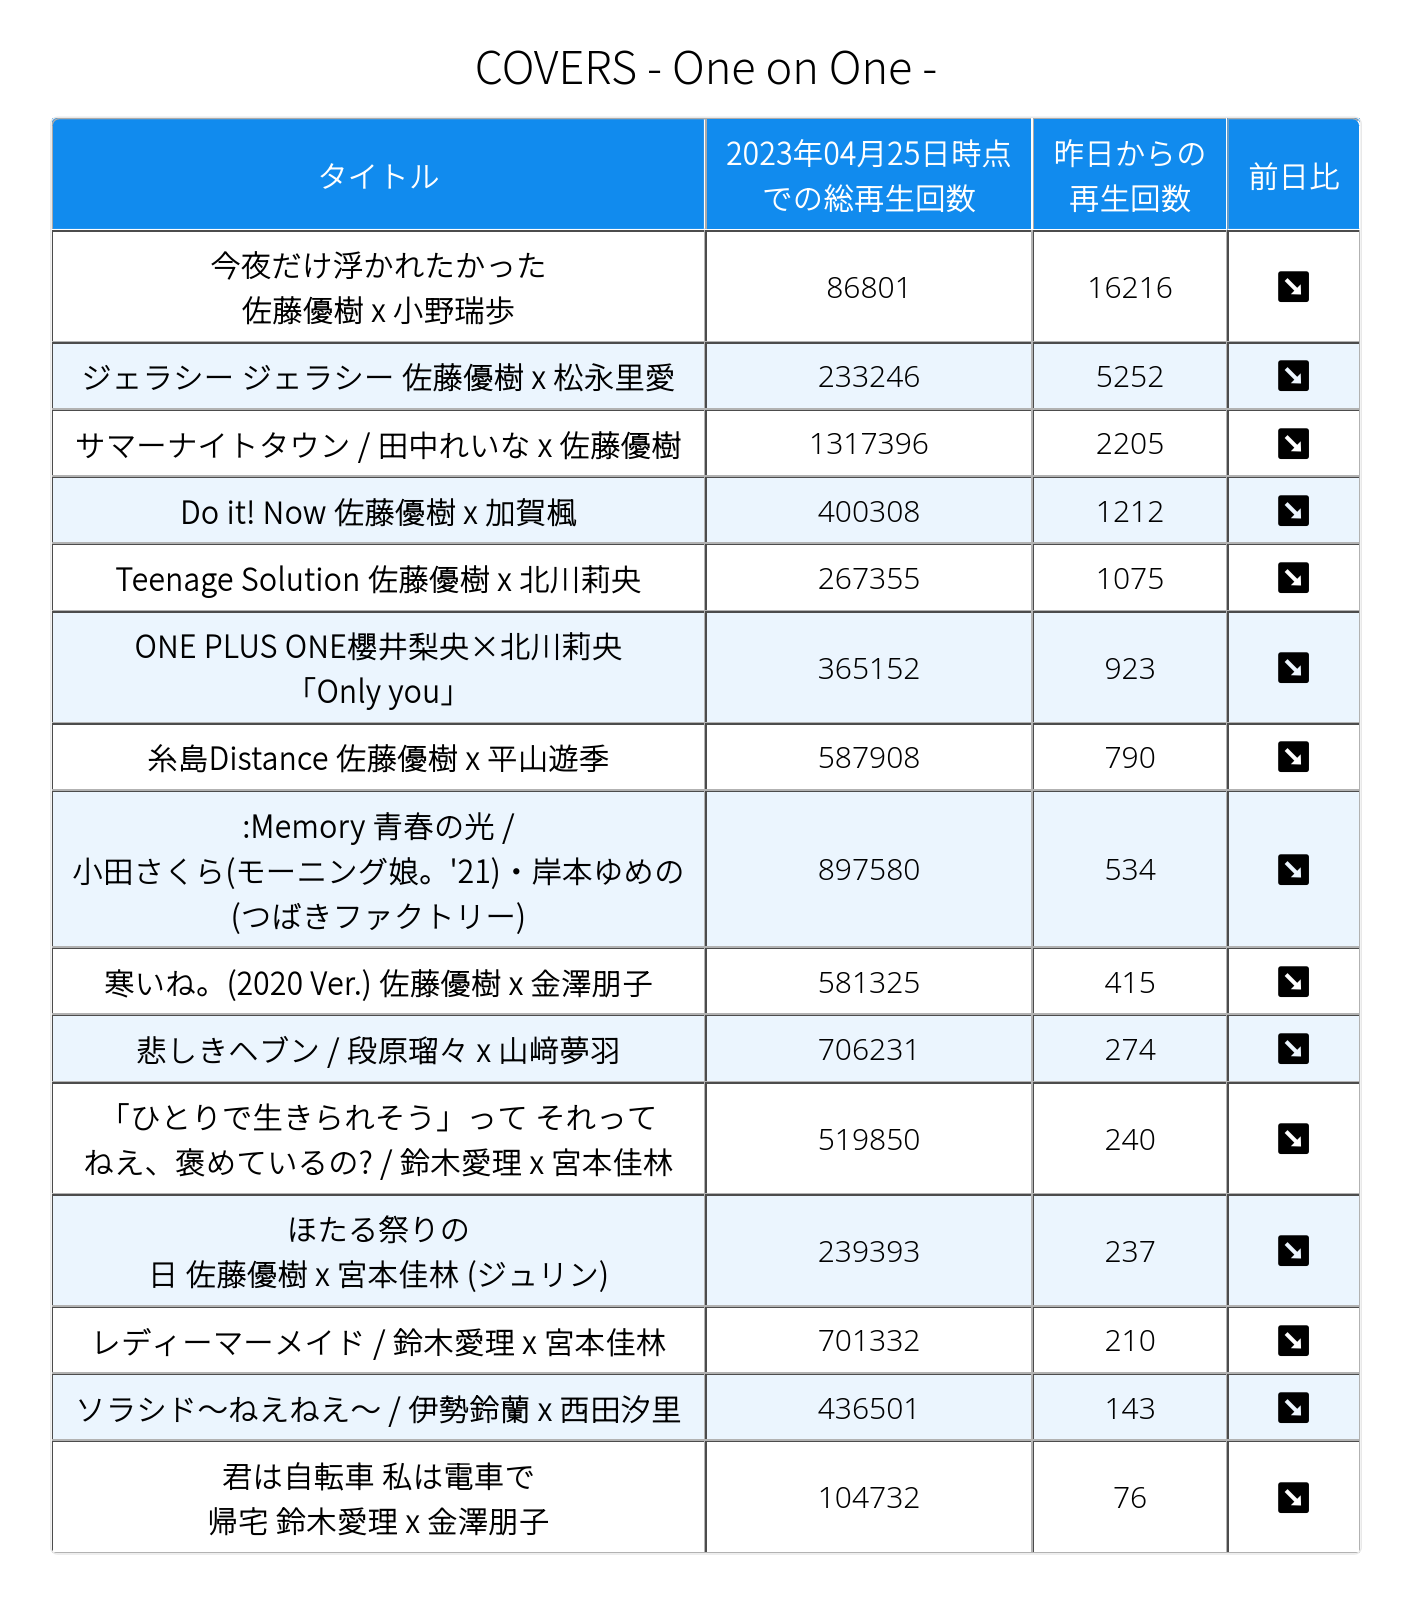 COVERS - One on One -
タイトル
2023年04月25日時点
での総再生回数
昨日からの
再生回数
前日比
今夜だけ浮かれたかった
佐藤優樹 x 小野瑞歩
86801
16216
ジェラシー ジェラシー 佐藤優樹 x 松永里愛
233246
5252
サマーナイトタウン / 田中れいな x 佐藤優樹
1317396
2205
Do it! Now 佐藤優樹 x 加賀楓
400308
1212
Teenage Solution 佐藤優樹 x 北川莉央
267355
1075
ONE PLUS ONE櫻井梨央×北川莉央
「Only you」
365152
923
糸島Distance 佐藤優樹 x 平山遊季
587908
790
:Memory 青春の光 /
小田さくら(モーニング娘。'21)・岸本ゆめの
(つばきファクトリー)
897580
534
寒いね。(2020 Ver.) 佐藤優樹 x 金澤朋子
581325
415
悲しきヘブン / 段原瑠々 x 山﨑夢羽
706231
274
「ひとりで生きられそう」って それって
ねえ、褒めているの? / 鈴木愛理 x 宮本佳林
519850
240
ほたる祭りの
日 佐藤優樹 x 宮本佳林 (ジュリン)
239393
237
レディーマーメイド / 鈴木愛理 x 宮本佳林
701332
210
ソラシド～ねえねえ～ / 伊勢鈴蘭 x 西田汐里
436501
143
君は自転車 私は電車で
帰宅 鈴木愛理 x 金澤朋子
104732
76